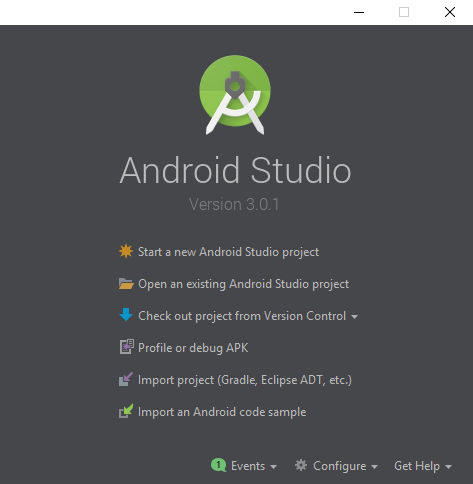 Android Studio
Version 3.0.1
Start a new Android Studio project
Open an existing Android Studio project
Check out project from Version Control
Profile or debug APK
Import project (Gradle, Eclipse ADT, etc.)
Import an Android code sample
1 Events Configure Get Help